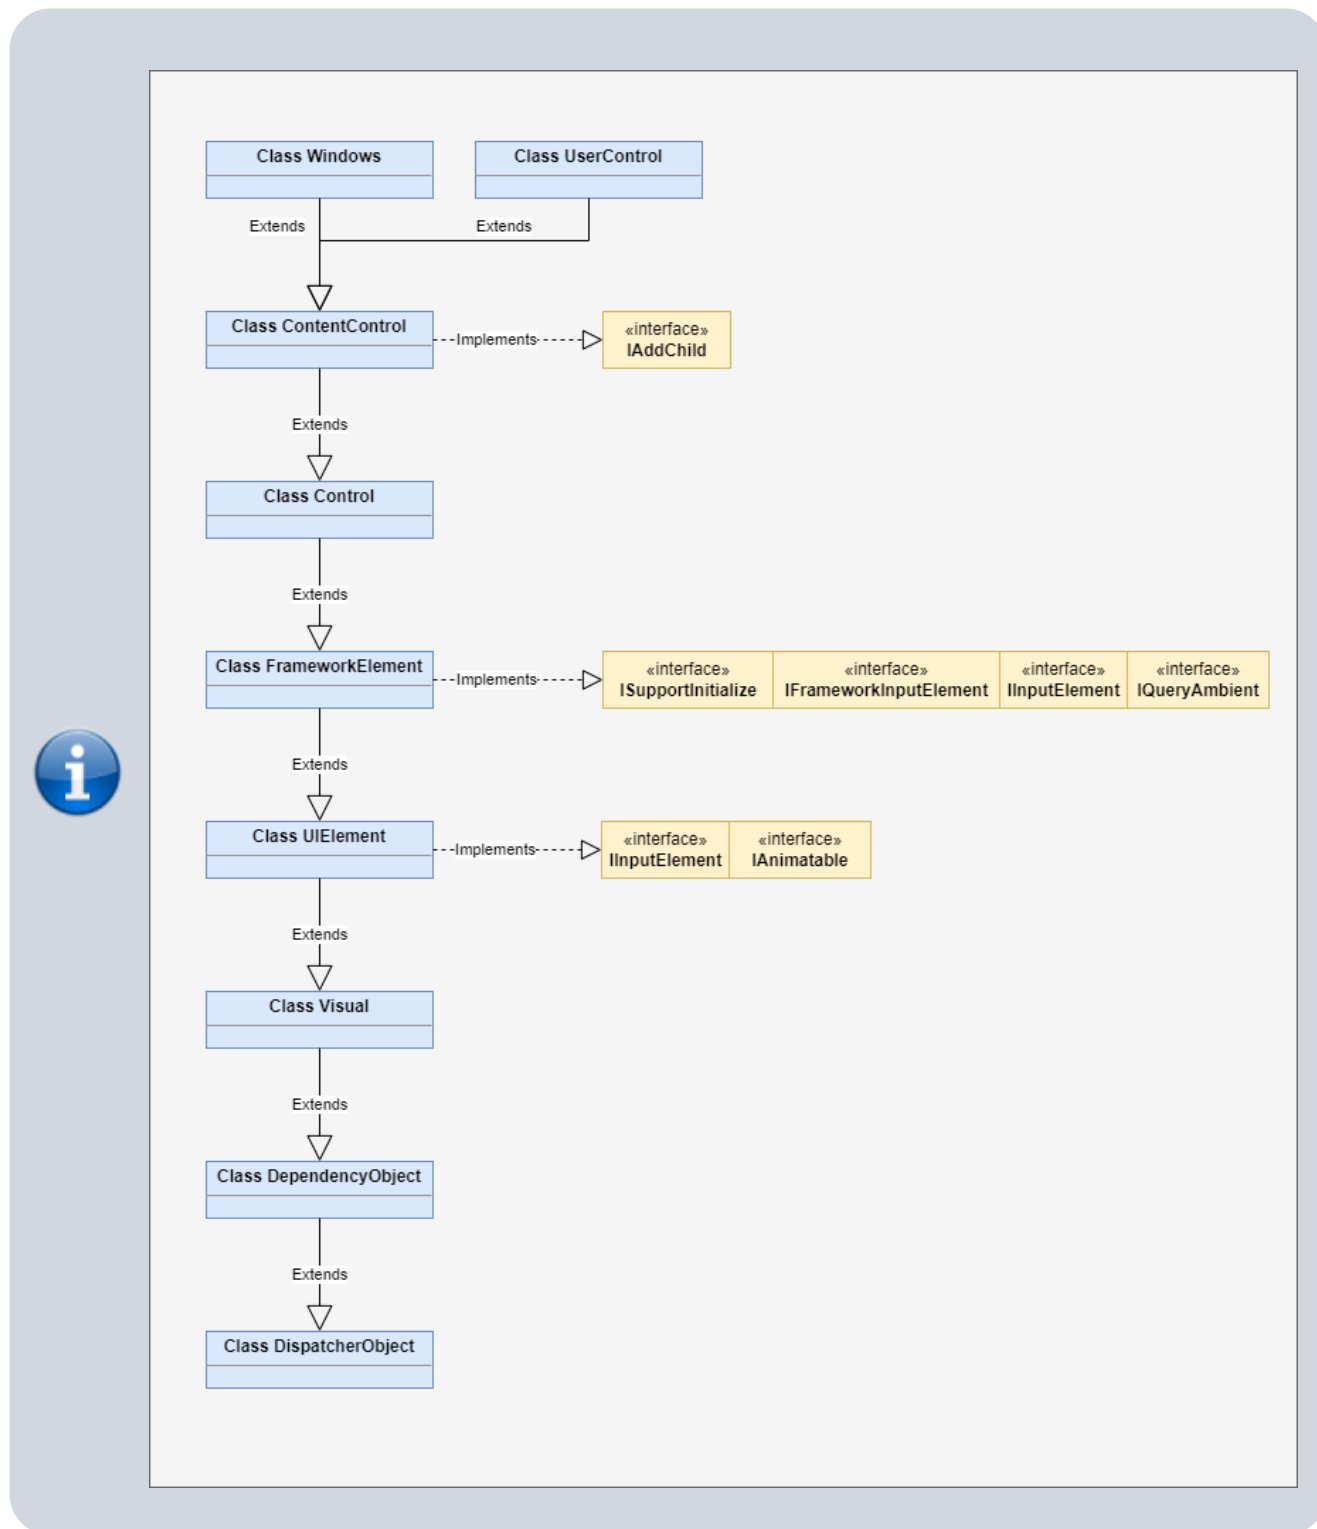 Class Windows
Class UserControl
Extends
Extends
Class ContentControl
Implements
«interface»
IAddChild
Extends
Class Control
Extends
Class FrameworkElement
Implements
«interface»
ISupportInitialize
«interface»
IFrameworkInputElement
«interface»
IInputElement
«interface»
IQueryAmbient
Extends
Class UIElement
Implements
«interface»
IInputElement
«interface»
IAnimatable
Extends
Class Visual
Extends
Class DependencyObject
Extends
Class DispatcherObject